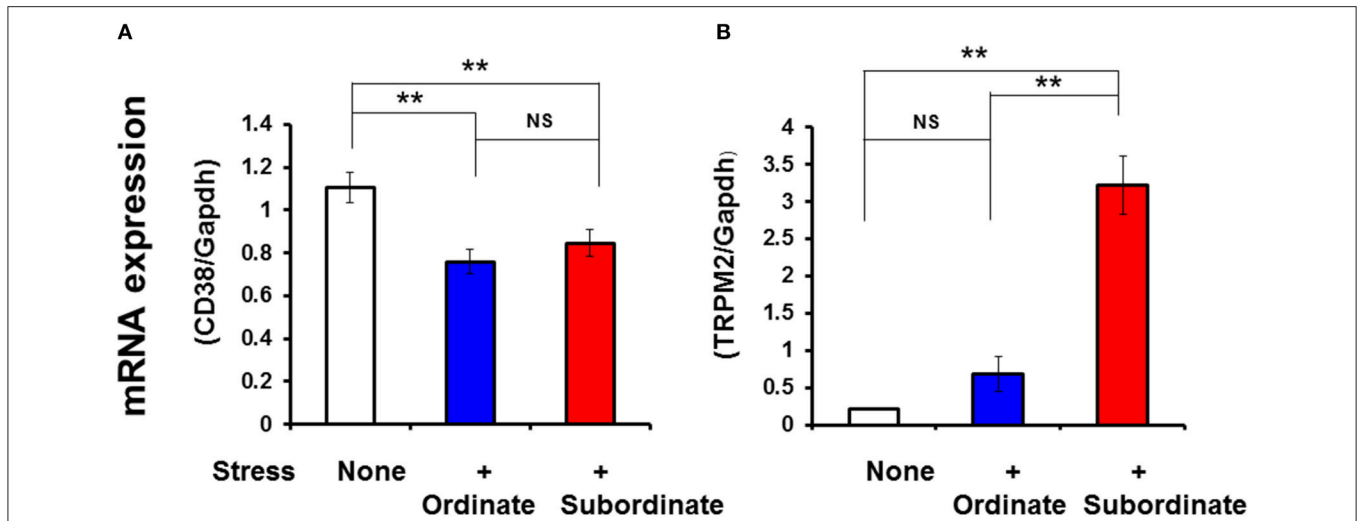 A
B
mRNA expression
(CD38/Gapdh)
1.4
1.2
1
0.8
0.6
0.4
0.2
0
**
**
NS
Stress None + +
Ordinate Subordinate
(TRPM2/Gapdh)
4
3.5
3
2.5
2
1.5
1
0.5
0
**
**
NS
None + +
Ordinate Subordinate